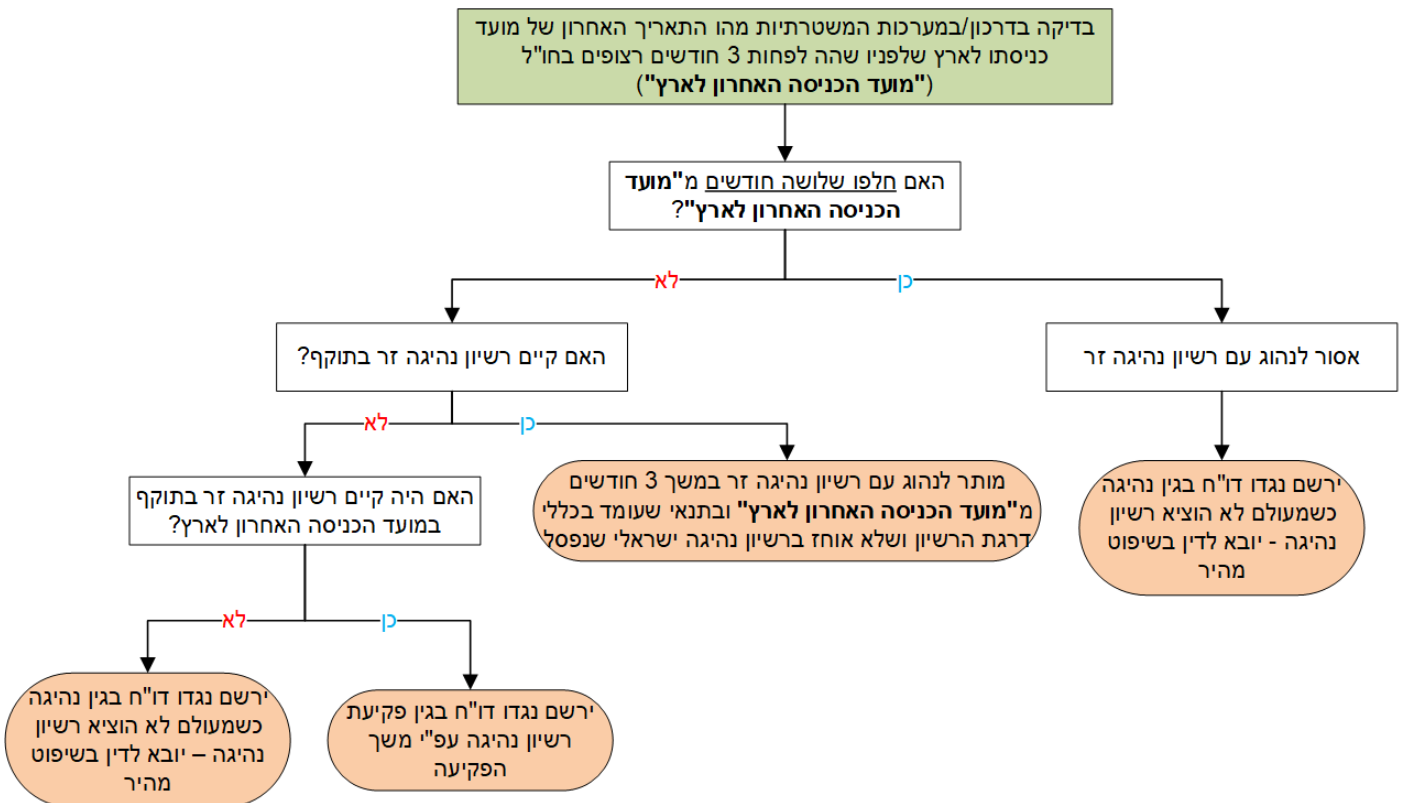 בדיקה בדרכון/במערכות המשטרתיות מהו התאריך האחרון של מועד
כניסתו לארץ שלפניו שהה לפחות 3 חודשים רצופים בחו"ל
("מועד הכניסה האחרון לארץ")
האם חלפו שלושה חודשים מ"מועד
הכניסה האחרון לארץ"?
כן
לא
אסור לנהוג עם רשיון נהיגה זר
האם קיים רשיון נהיגה זר בתוקף?
ירשם נגדו דו"ח בגין נהיגה
כשמעולם לא הוציא רשיון
נהיגה - יובא לדין בשיפוט
מהיר
כן
לא
מותר לנהוג עם רשיון נהיגה זר במשך 3 חודשים
מ"מועד הכניסה האחרון לארץ" ובתנאי שעומד בכללי
דרגת הרשיון ושלא אוחז ברשיון נהיגה ישראלי שנפסל
האם היה קיים רשיון נהיגה זר בתוקף
במועד הכניסה האחרון לארץ?
כן
לא
ירשם נגדו דו"ח בגין פקיעת
רשיון נהיגה עפ"י משך
הפקיעה
ירשם נגדו דו"ח בגין נהיגה
כשמעולם לא הוציא רשיון
נהיגה – יובא לדין בשיפוט
מהיר